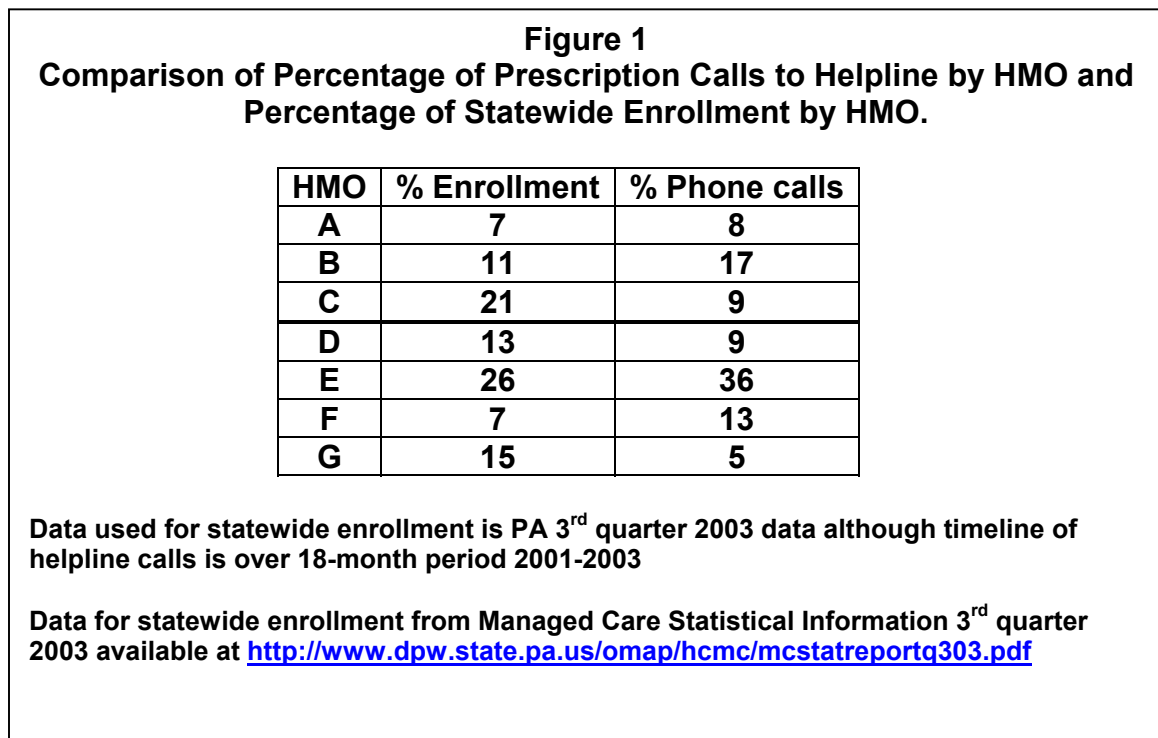 Figure 1
Comparison of Percentage of Prescription Calls to Helpline by HMO and
Percentage of Statewide Enrollment by HMO.
HMO % Enrollment % Phone calls
A 7 8
B 11 17
C 21 9
D 13 9
E 26 36
F 7 13
G 15 5
Data used for statewide enrollment is PA 3rd quarter 2003 data although timeline of
helpline calls is over 18-month period 2001-2003
Data for statewide enrollment from Managed Care Statistical Information 3rd quarter
2003 available at http://www.dpw.state.pa.us/omap/hcmc/mcstatreportq303.pdf